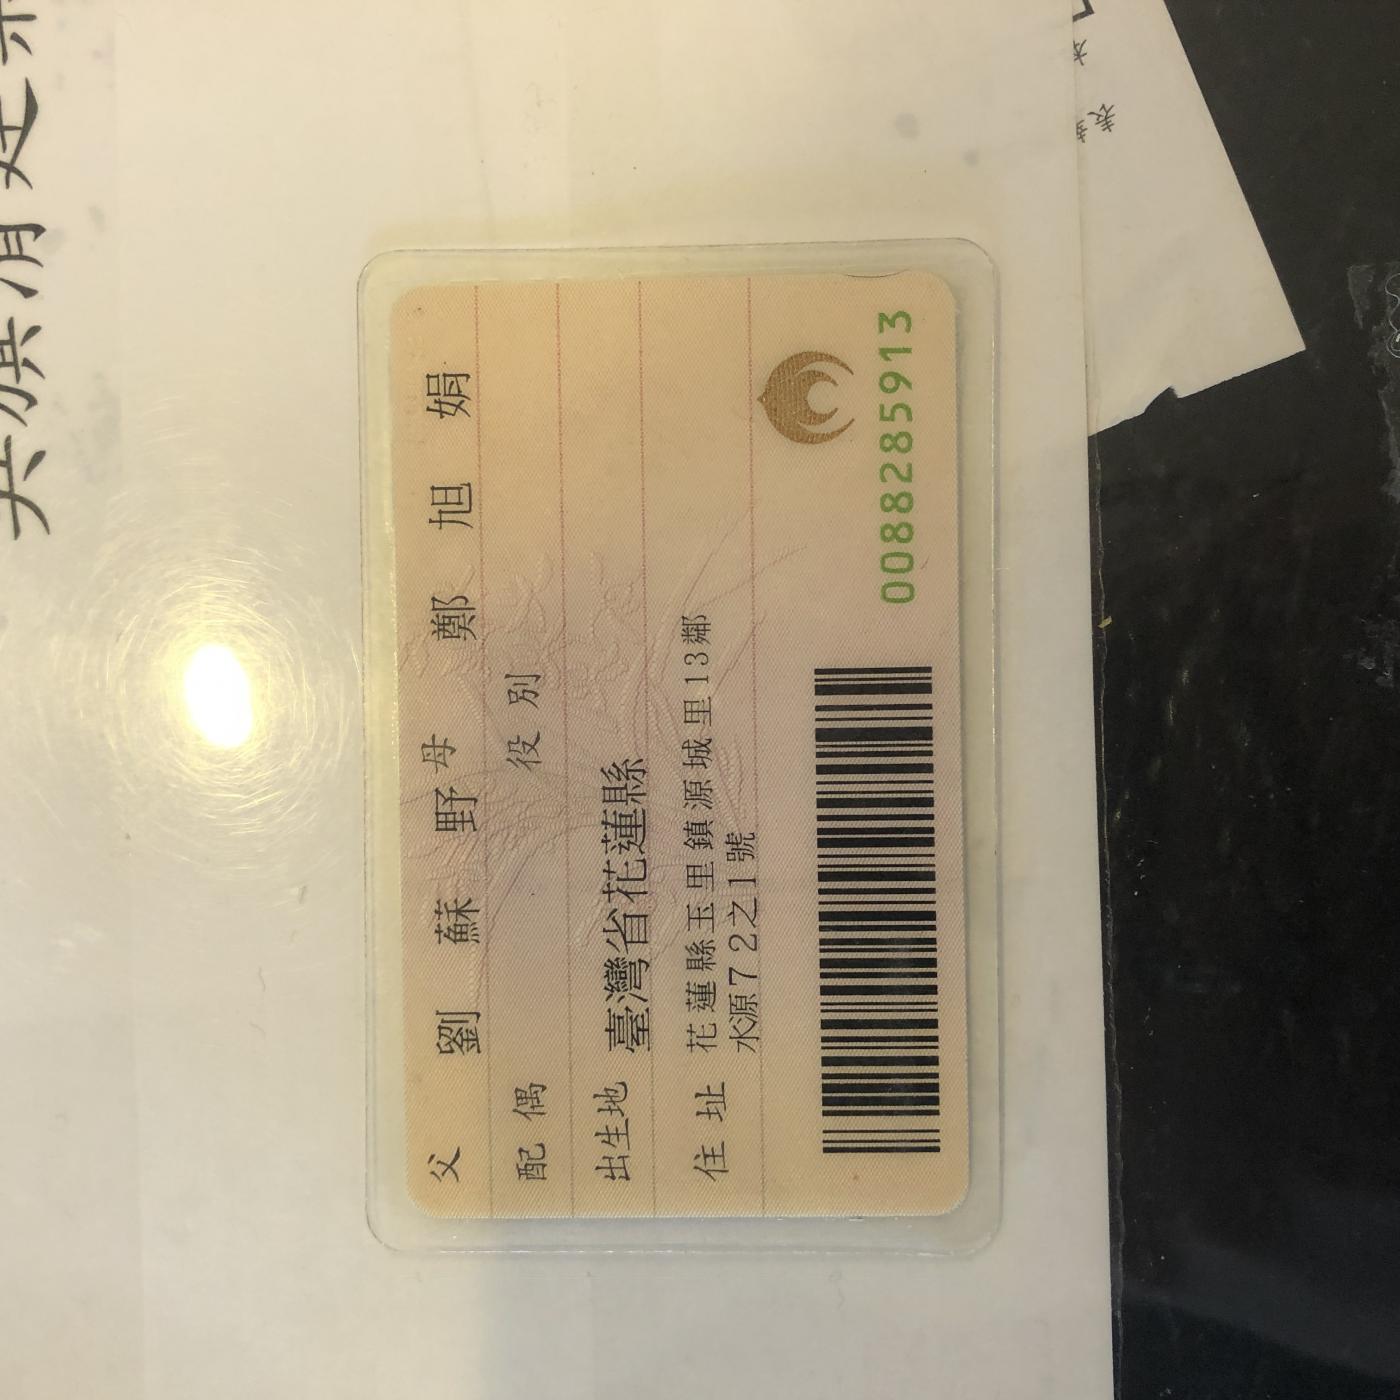 父 劉蘇野 母 鄭旭娟
配偶 役別
出生地 臺灣省花蓮縣
住址 花蓮縣玉里鎮源城里13鄰
水源72之1號
0088285913